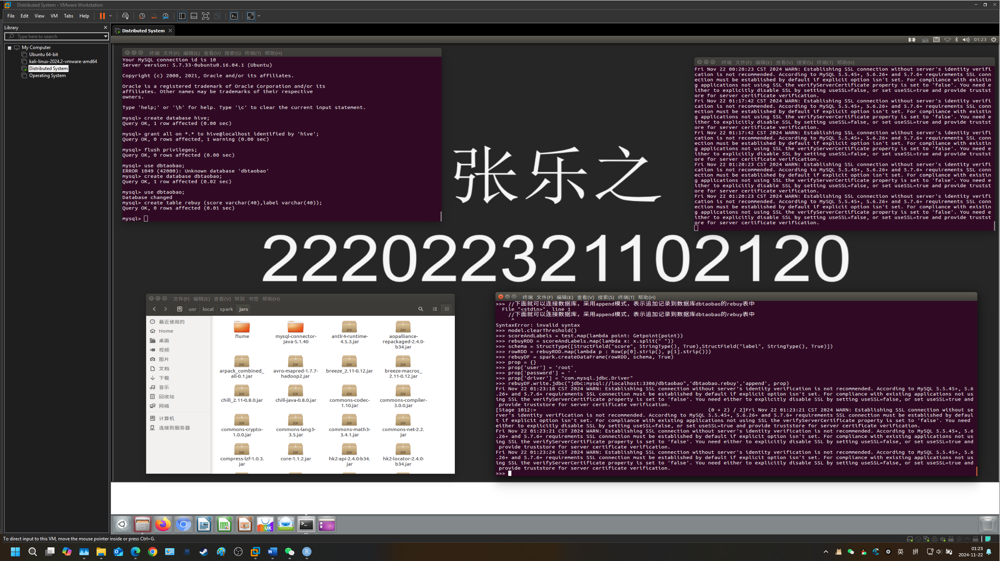 Distributed System - VMware Workstation
File Edit View VM Tabs Help
Library
Type here to search
My Computer
Ubuntu 64-bit
kali-linux-2024.2-vmware-amd64
Distributed System
Operating System
Distributed System
01:23
终端 文件(F) 编辑(E) 查看(V) 搜索(S) 终端(T) 帮助(H)
Your MySQL connection id is 10
Server version: 5.7.33-0ubuntu0.16.04.1 (Ubuntu)
Copyright (c) 2000, 2021, Oracle and/or its affiliates.
Oracle is a registered trademark of Oracle Corporation and/or its
affiliates. Other names may be trademarks of their respective
owners.
Type 'help;' or '\h' for help. Type '\c' to clear the current input statement.
mysql> create database hive;
Query OK, 1 row affected (0.00 sec)
mysql> grant all on *.* to hive@localhost identified by 'hive';
Query OK, 0 rows affected, 1 warning (0.00 sec)
mysql> flush privileges;
Query OK, 0 rows affected (0.00 sec)
mysql> use dbtaobao;
ERROR 1049 (42000): Unknown database 'dbtaobao'
mysql> create database dbtaobao;
Query OK, 1 row affected (0.02 sec)
mysql> use dbtaobao;
Database changed
mysql> create table rebuy (score varchar(40),label varchar(40));
Query OK, 0 rows affected (0.01 sec)
mysql>
终端 文件(F) 编辑(E) 查看(V) 搜索(S) 终端(T) 帮助(H)
Fri Nov 22 00:20:23 CST 2024 WARN: Establishing SSL connection without server's identity verifi
cation is not recommended. According to MySQL 5.5.45+, 5.6.26+ and 5.7.6+ requirements SSL conn
ection must be established by default if explicit option isn't set. For compliance with existin
g applications not using SSL the verifyServerCertificate property is set to 'false'. You need e
ither to explicitly disable SSL by setting useSSL=false, or set useSSL=true and provide trustst
ore for server certificate verification.
Fri Nov 22 01:17:42 CST 2024 WARN: Establishing SSL connection without server's identity verifi
cation is not recommended. According to MySQL 5.5.45+, 5.6.26+ and 5.7.6+ requirements SSL conn
ection must be established by default if explicit option isn't set. For compliance with existin
g applications not using SSL the verifyServerCertificate property is set to 'false'. You need e
ither to explicitly disable SSL by setting useSSL=false, or set useSSL=true and provide trustst
ore for server certificate verification.
Fri Nov 22 01:17:42 CST 2024 WARN: Establishing SSL connection without server's identity verifi
cation is not recommended. According to MySQL 5.5.45+, 5.6.26+ and 5.7.6+ requirements SSL conn
ection must be established by default if explicit option isn't set. For compliance with existin
g applications not using SSL the verifyServerCertificate property is set to 'false'. You need e
ither to explicitly disable SSL by setting useSSL=false, or set useSSL=true and provide trustst
ore for server certificate verification.
Fri Nov 22 01:20:23 CST 2024 WARN: Establishing SSL connection without server's identity verifi
cation is not recommended. According to MySQL 5.5.45+, 5.6.26+ and 5.7.6+ requirements SSL conn
ection must be established by default if explicit option isn't set. For compliance with existin
g applications not using SSL the verifyServerCertificate property is set to 'false'. You need e
ither to explicitly disable SSL by setting useSSL=false, or set useSSL=true and provide trustst
ore for server certificate verification.
Fri Nov 22 01:20:23 CST 2024 WARN: Establishing SSL connection without server's identity verifi
cation is not recommended. According to MySQL 5.5.45+, 5.6.26+ and 5.7.6+ requirements SSL conn
ection must be established by default if explicit option isn't set. For compliance with existin
g applications not using SSL the verifyServerCertificate property is set to 'false'. You need e
ither to explicitly disable SSL by setting useSSL=false, or set useSSL=true and provide trustst
ore for server certificate verification.
张乐之
222022321102120
文件(F) 编辑(E) 查看(V) 转到 书签 帮助(H)
usr local spark jars
最近使用的
Home
桌面
视频
图片
文档
下载
音乐
回收站
网络
计算机
连接到服务器
flume
mysql-connector-java-5.1.40
antlr4-runtime-4.5.3.jar
aopalliance-repackaged-2.4.0-b34.jar
arpack_combined_all-0.1.jar
avro-mapred-1.7.7-hadoop2.jar
breeze_2.11-0.12.jar
breeze-macros_2.11-0.12.jar
chill_2.11-0.8.0.jar
chill-java-0.8.0.jar
commons-codec-1.10.jar
commons-compiler-3.0.0.jar
commons-crypto-1.0.0.jar
commons-lang3-3.5.jar
commons-math3-3.4.1.jar
commons-net-2.2.jar
compress-lzf-1.0.3.jar
core-1.1.2.jar
hk2-api-2.4.0-b34.jar
hk2-locator-2.4.0-b34.jar
终端 文件(F) 编辑(E) 查看(V) 搜索(S) 终端(T) 帮助(H)
>>> //下面就可以连接数据库，采用append模式，表示追加记录到数据库dbtaobao的rebuy表中
File "<stdin>", line 1
//下面就可以连接数据库，采用append模式，表示追加记录到数据库dbtaobao的rebuy表中
^
SyntaxError: invalid syntax
>>> model.clearThreshold()
>>> scoreAndLabels = test.map(lambda point: Getpoint(point))
>>> rebuyRDD = scoreAndLabels.map(lambda x: x.split(" "))
>>> schema = StructType([StructField("score", StringType(), True),StructField("label", StringType(), True)])
>>> rowRDD = rebuyRDD.map(lambda p : Row(p[0].strip(), p[1].strip()))
>>> rebuyDF = spark.createDataFrame(rowRDD, schema, True)
>>> prop = {}
>>> prop['user'] = 'root'
>>> prop['password'] = ' '
>>> prop['driver'] = "com.mysql.jdbc.Driver"
>>> rebuyDF.write.jdbc("jdbc:mysql://localhost:3306/dbtaobao",'dbtaobao.rebuy','append', prop)
Fri Nov 22 01:23:18 CST 2024 WARN: Establishing SSL connection without server's identity verification is not recommended. According to MySQL 5.5.45+, 5.6
.26+ and 5.7.6+ requirements SSL connection must be established by default if explicit option isn't set. For compliance with existing applications not us
ing SSL the verifyServerCertificate property is set to 'false'. You need either to explicitly disable SSL by setting useSSL=false, or set useSSL=true and
provide truststore for server certificate verification.
[Stage 1012:> (0 + 2) / 2]Fri Nov 22 01:23:21 CST 2024 WARN: Establishing SSL connection without se
rver's identity verification is not recommended. According to MySQL 5.5.45+, 5.6.26+ and 5.7.6+ requirements SSL connection must be established by defaul
t if explicit option isn't set. For compliance with existing applications not using SSL the verifyServerCertificate property is set to 'false'. You need
either to explicitly disable SSL by setting useSSL=false, or set useSSL=true and provide truststore for server certificate verification.
Fri Nov 22 01:23:21 CST 2024 WARN: Establishing SSL connection without server's identity verification is not recommended. According to MySQL 5.5.45+, 5.6
.26+ and 5.7.6+ requirements SSL connection must be established by default if explicit option isn't set. For compliance with existing applications not us
ing SSL the verifyServerCertificate property is set to 'false'. You need either to explicitly disable SSL by setting useSSL=false, or set useSSL=true and
provide truststore for server certificate verification.
Fri Nov 22 01:23:24 CST 2024 WARN: Establishing SSL connection without server's identity verification is not recommended. According to MySQL 5.5.45+, 5.6
.26+ and 5.7.6+ requirements SSL connection must be established by default if explicit option isn't set. For compliance with existing applications not us
ing SSL the verifyServerCertificate property is set to 'false'. You need either to explicitly disable SSL by setting useSSL=false, or set useSSL=true and
provide truststore for server certificate verification.
>>>
UK
To direct input to this VM, move the mouse pointer inside or press Ctrl+G.
英 拼
01:23
2024-11-22